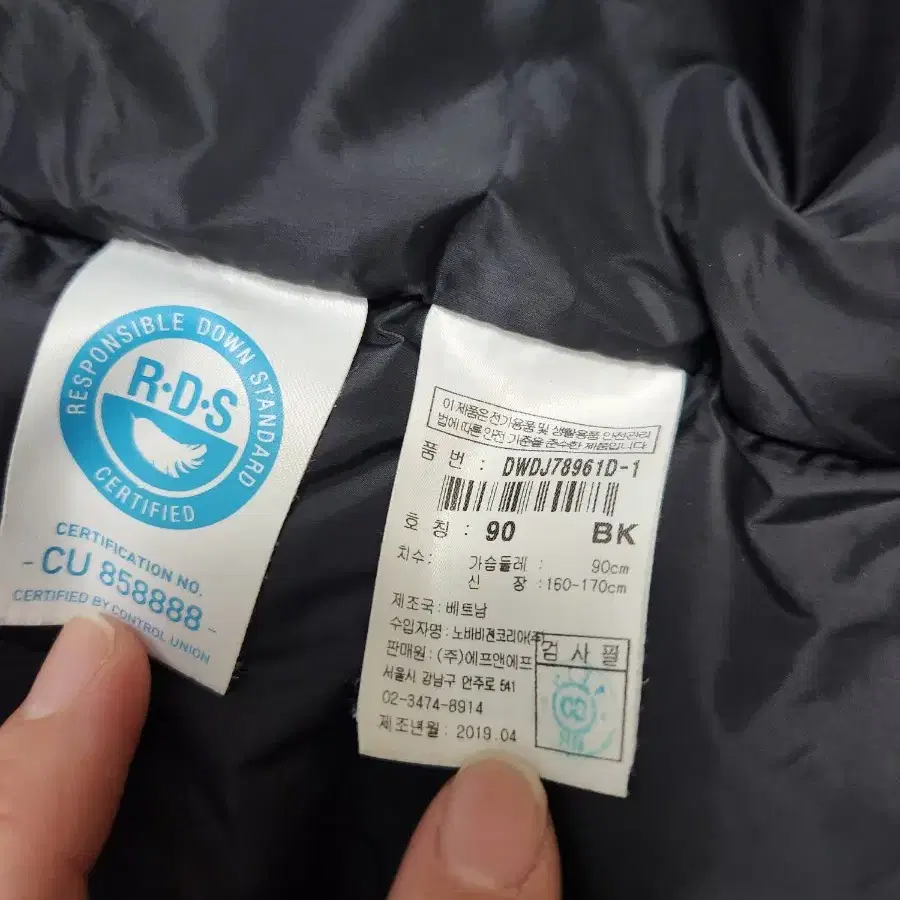 RESPONSIBLE DOWN STANDARD
R·D·S
CERTIFIED
CERTIFICATION NO.
- CU 858888 -
CERTIFIED BY CONTROL UNION
이 제품은 전기용품 및 생활용품 안전관리
법에 따른 안전 기준을 준수한 제품입니다.
품 번 : DWDJ78961D-1
호 칭 : 90 BK
치수 : 가슴둘레 : 90cm
신 장 : 160-170cm
제조국 : 베트남
수입자명 : 노바비젼코리아(주)
판매원 : (주)에프앤에프
서울시 강남구 언주로 541
02-3474-8914
제조년월 : 2019.04
검 사 필